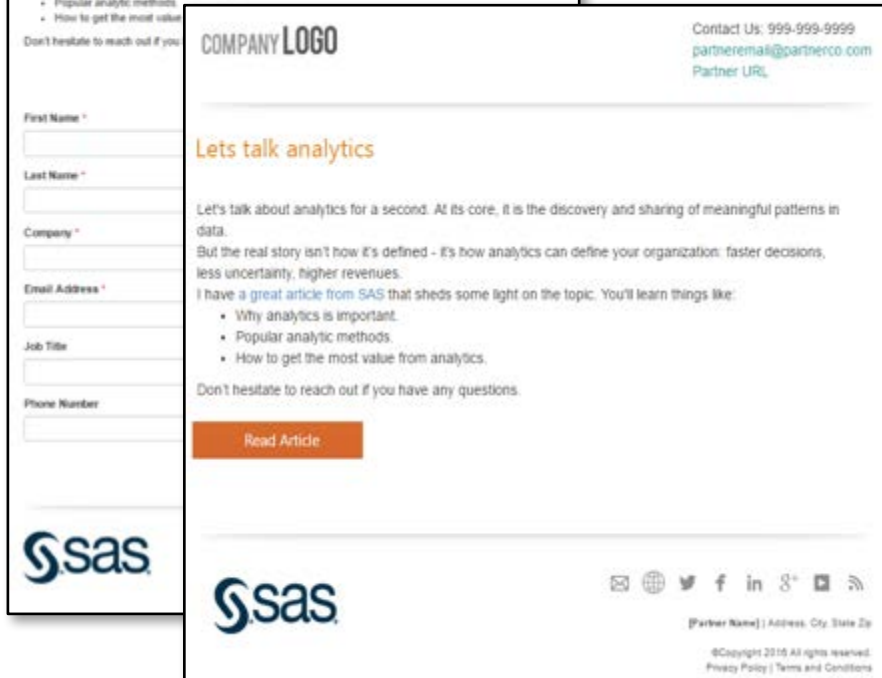 Popular analytic methods.
How to get the most value
Don't hesitate to reach out if you
First Name *
Last Name *
Company *
Email Address *
Job Title
Phone Number
sas
COMPANY LOGO
Contact Us: 999-999-9999
partneremail@partnerco.com
Partner URL
Lets talk analytics
Let's talk about analytics for a second. At its core, it is the discovery and sharing of meaningful patterns in
data.
But the real story isn't how it's defined - it's how analytics can define your organization: faster decisions,
less uncertainty, higher revenues.
I have a great article from SAS that sheds some light on the topic. You'll learn things like:
• Why analytics is important.
• Popular analytic methods.
• How to get the most value from analytics.
Don't hesitate to reach out if you have any questions.
Read Article
sas
[Partner Name] | Address, City, State Zip
©Copyright 2016 All rights reserved.
Privacy Policy | Terms and Conditions